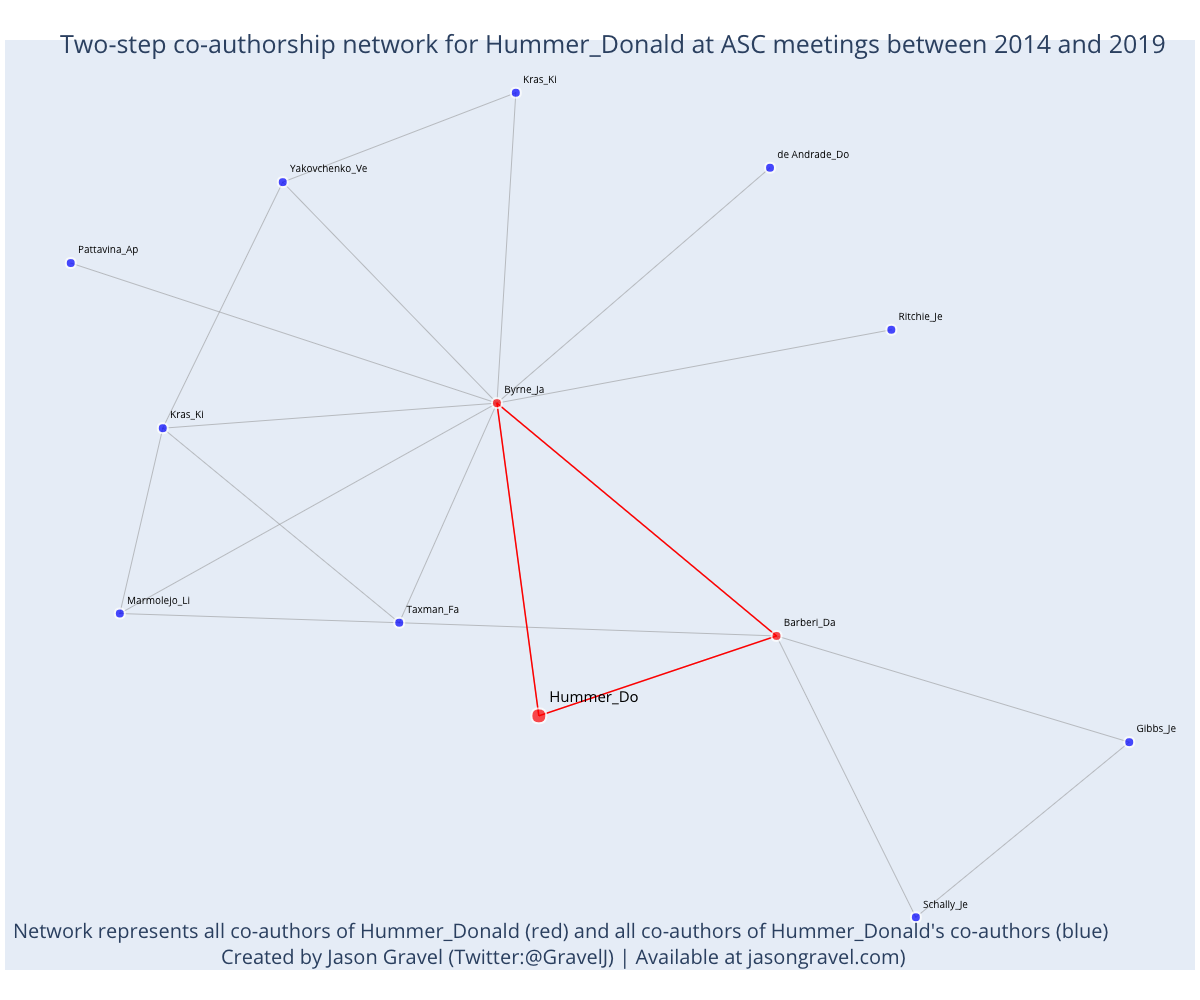 Two-step co-authorship network for Hummer_Donald at ASC meetings between 2014 and 2019
Kras_Ki
de Andrade_Do
Yakovchenko_Ve
Pattavina_Ap
Ritchie_Je
Byrne_Ja
Kras_KI
Marmolejo_Li
Taxman_Fa
Barberi_Da
Hummer_Do
Gibbs_Je
Schally_Je
Network represents all co-authors of Hummer_Donald (red) and all co-authors of Hummer_Donald's co-authors (blue)
Created by Jason Gravel (Twitter:@GravelJ) | Available at jasongravel.com)